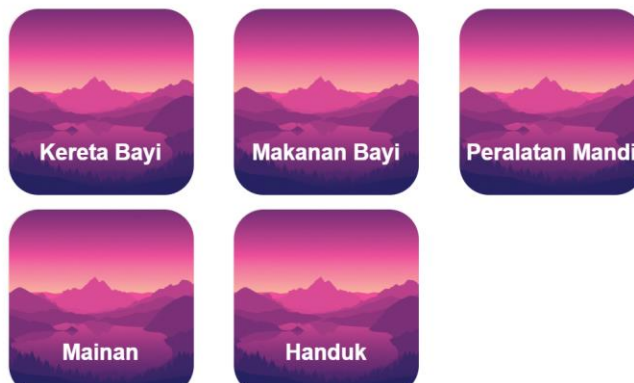 Kereta Bayi
Makanan Bayi
Peralatan Mandi
Mainan
Handuk